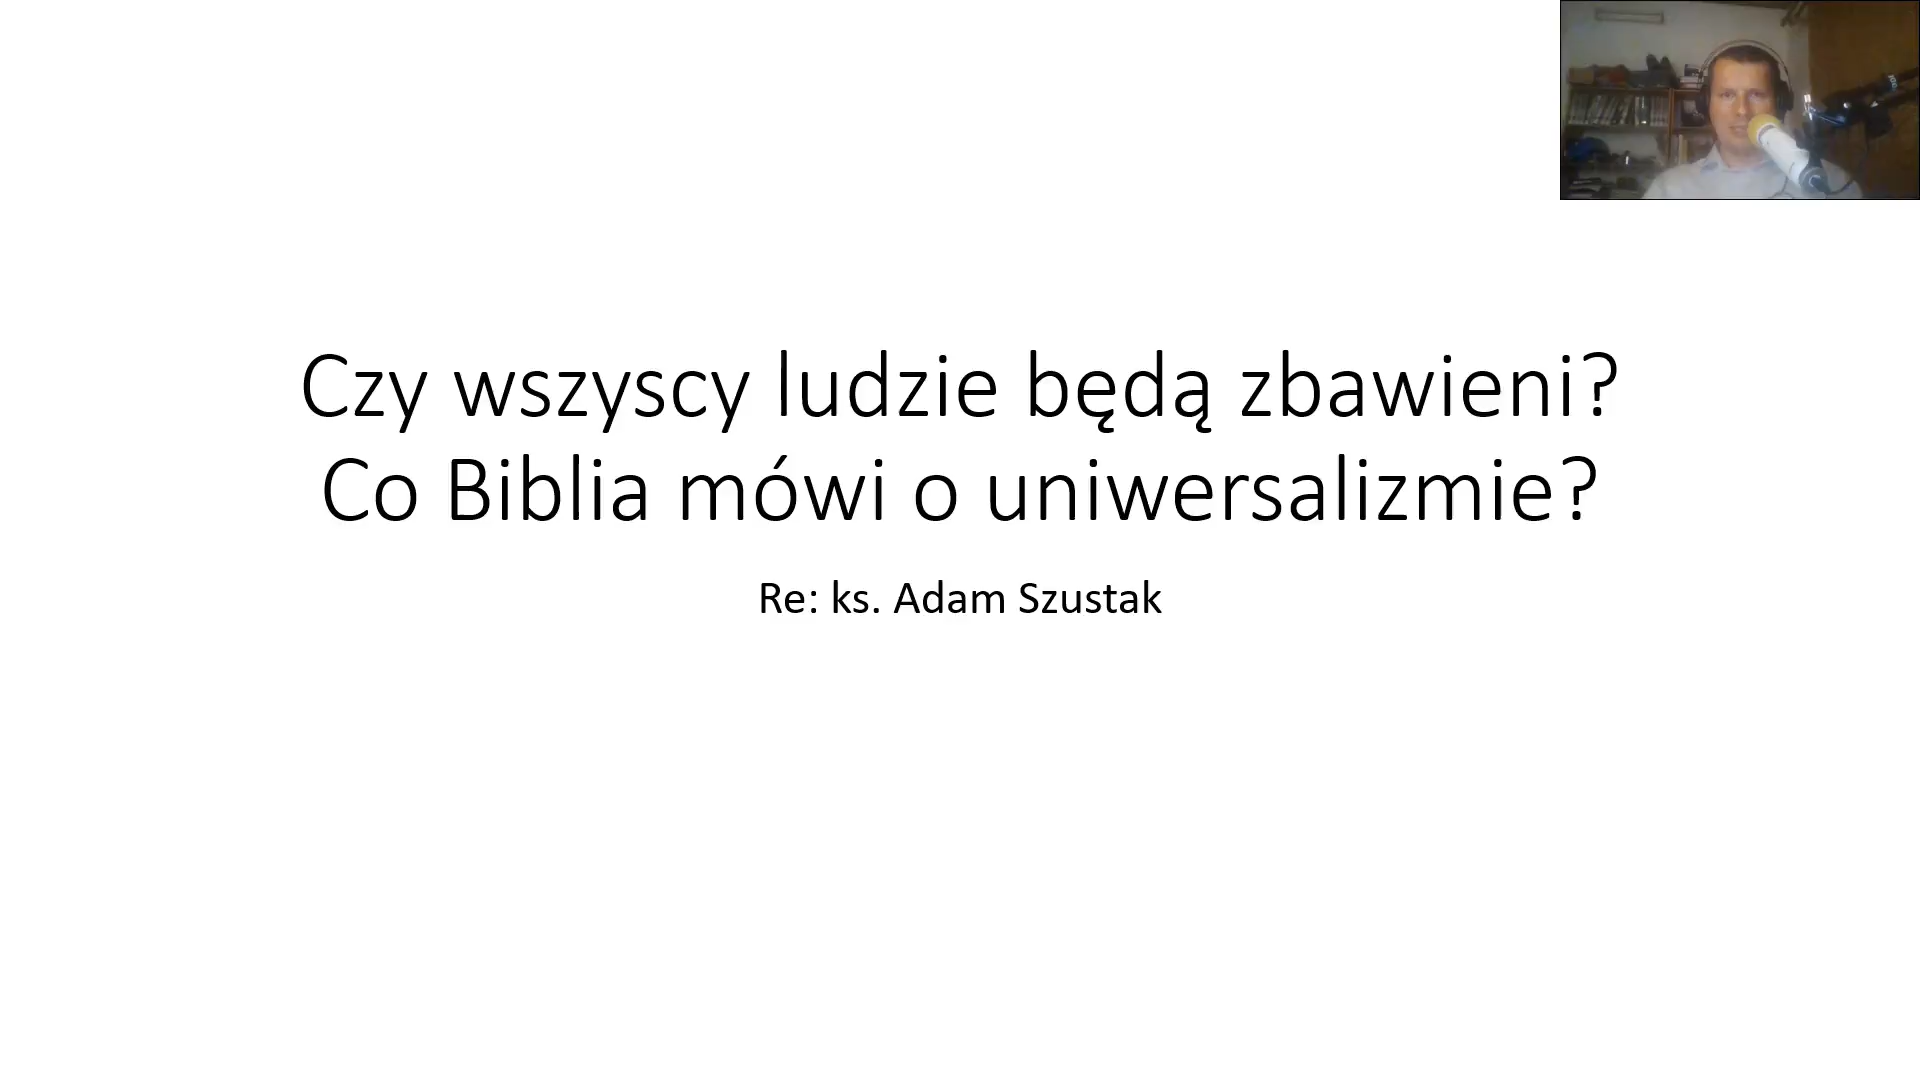 Czy wszyscy ludzie będą zbawieni?
Co Biblia mówi o uniwersalizmie?
Re: ks. Adam Szustak